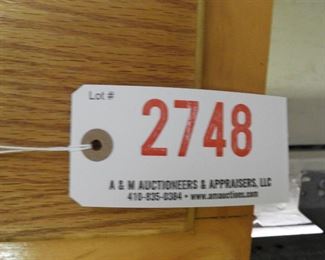 Lot #
2748
A & M AUCTIONEERS & APPRAISERS, LLC
410-835-0384 • www.amauctions.com